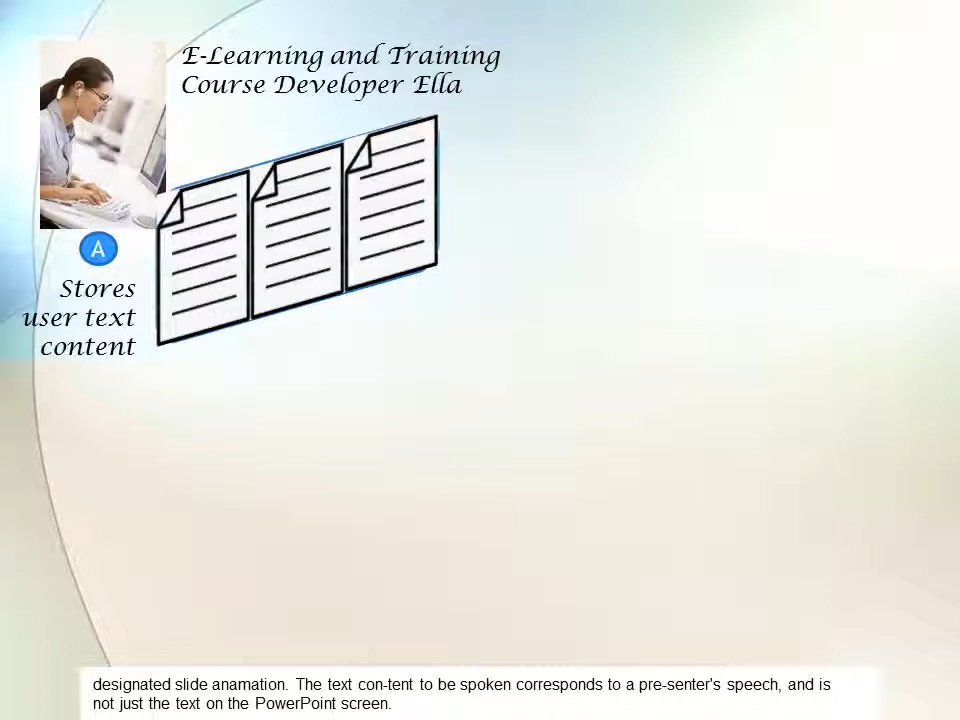 E-Learning and Training
Course Developer Ella
A
Stores
user text
content
designated slide anamation. The text con-tent to be spoken corresponds to a pre-senter's speech, and is
not just the text on the PowerPoint screen.